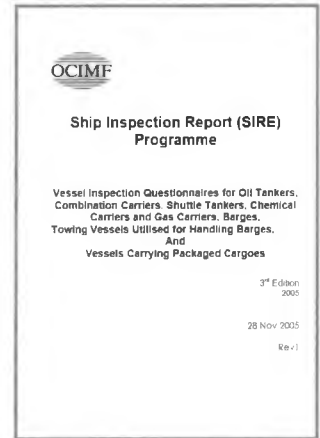 OCIMF
Ship Inspection Report (SIRE)
Programme
Vessel Inspection Questionnaires for Oil Tankers,
Combination Carriers, Shuttle Tankers, Chemical
Carriers and Gas Carriers, Barges,
Towing Vessels Utilised for Handling Barges,
And
Vessels Carrying Packaged Cargoes
3rd Edition
2005
28 Nov 2005
Rev1